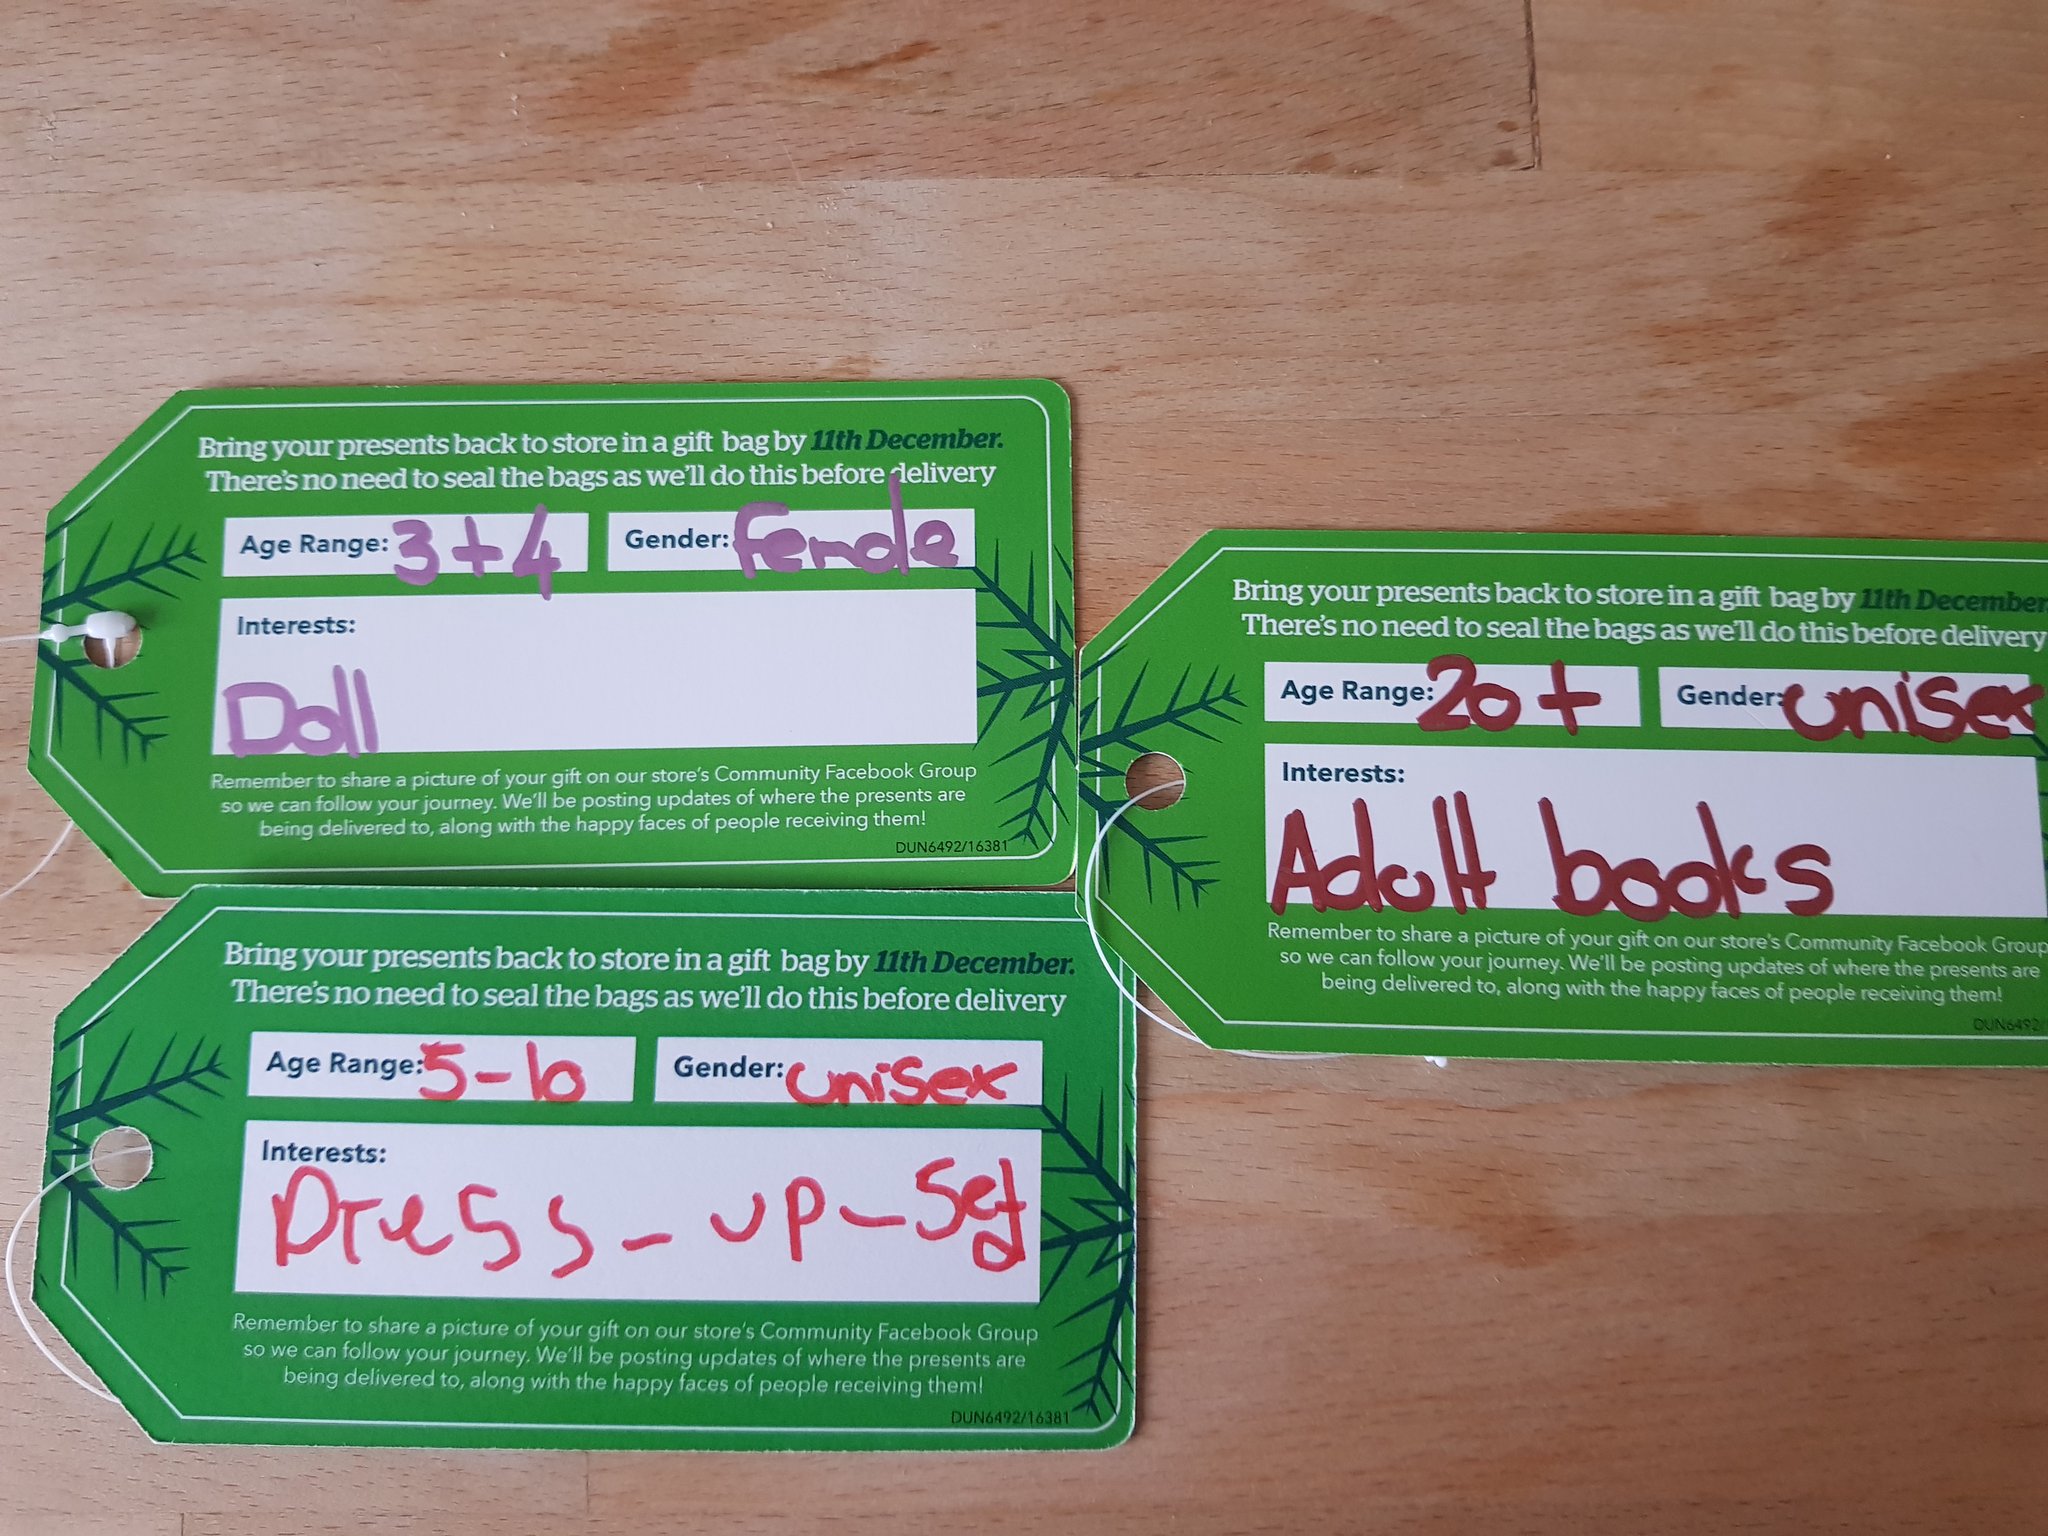 Bring your presents back to store in a gift bag by 11th December.
There's no need to seal the bags as we'll do this before delivery
Age Range: 3+4 Gender: Female
Interests:
Doll
Remember to share a picture of your gift on our store's Community Facebook Group
so we can follow your journey. We'll be posting updates of where the presents are
being delivered to, along with the happy faces of people receiving them!
DUN6492/16381
Bring your presents back to store in a gift bag by 11th December.
There's no need to seal the bags as we'll do this before delivery
Age Range: 20+ Gender: unisex
Interests:
Adult books
Remember to share a picture of your gift on our store's Community Facebook Group
so we can follow your journey. We'll be posting updates of where the presents are
being delivered to, along with the happy faces of people receiving them!
DUN6492/
Bring your presents back to store in a gift bag by 11th December.
There's no need to seal the bags as we'll do this before delivery
Age Range: 5-10 Gender: unisex
Interests:
Dress-up-Set
Remember to share a picture of your gift on our store's Community Facebook Group
so we can follow your journey. We'll be posting updates of where the presents are
being delivered to, along with the happy faces of people receiving them!
DUN6492/16381